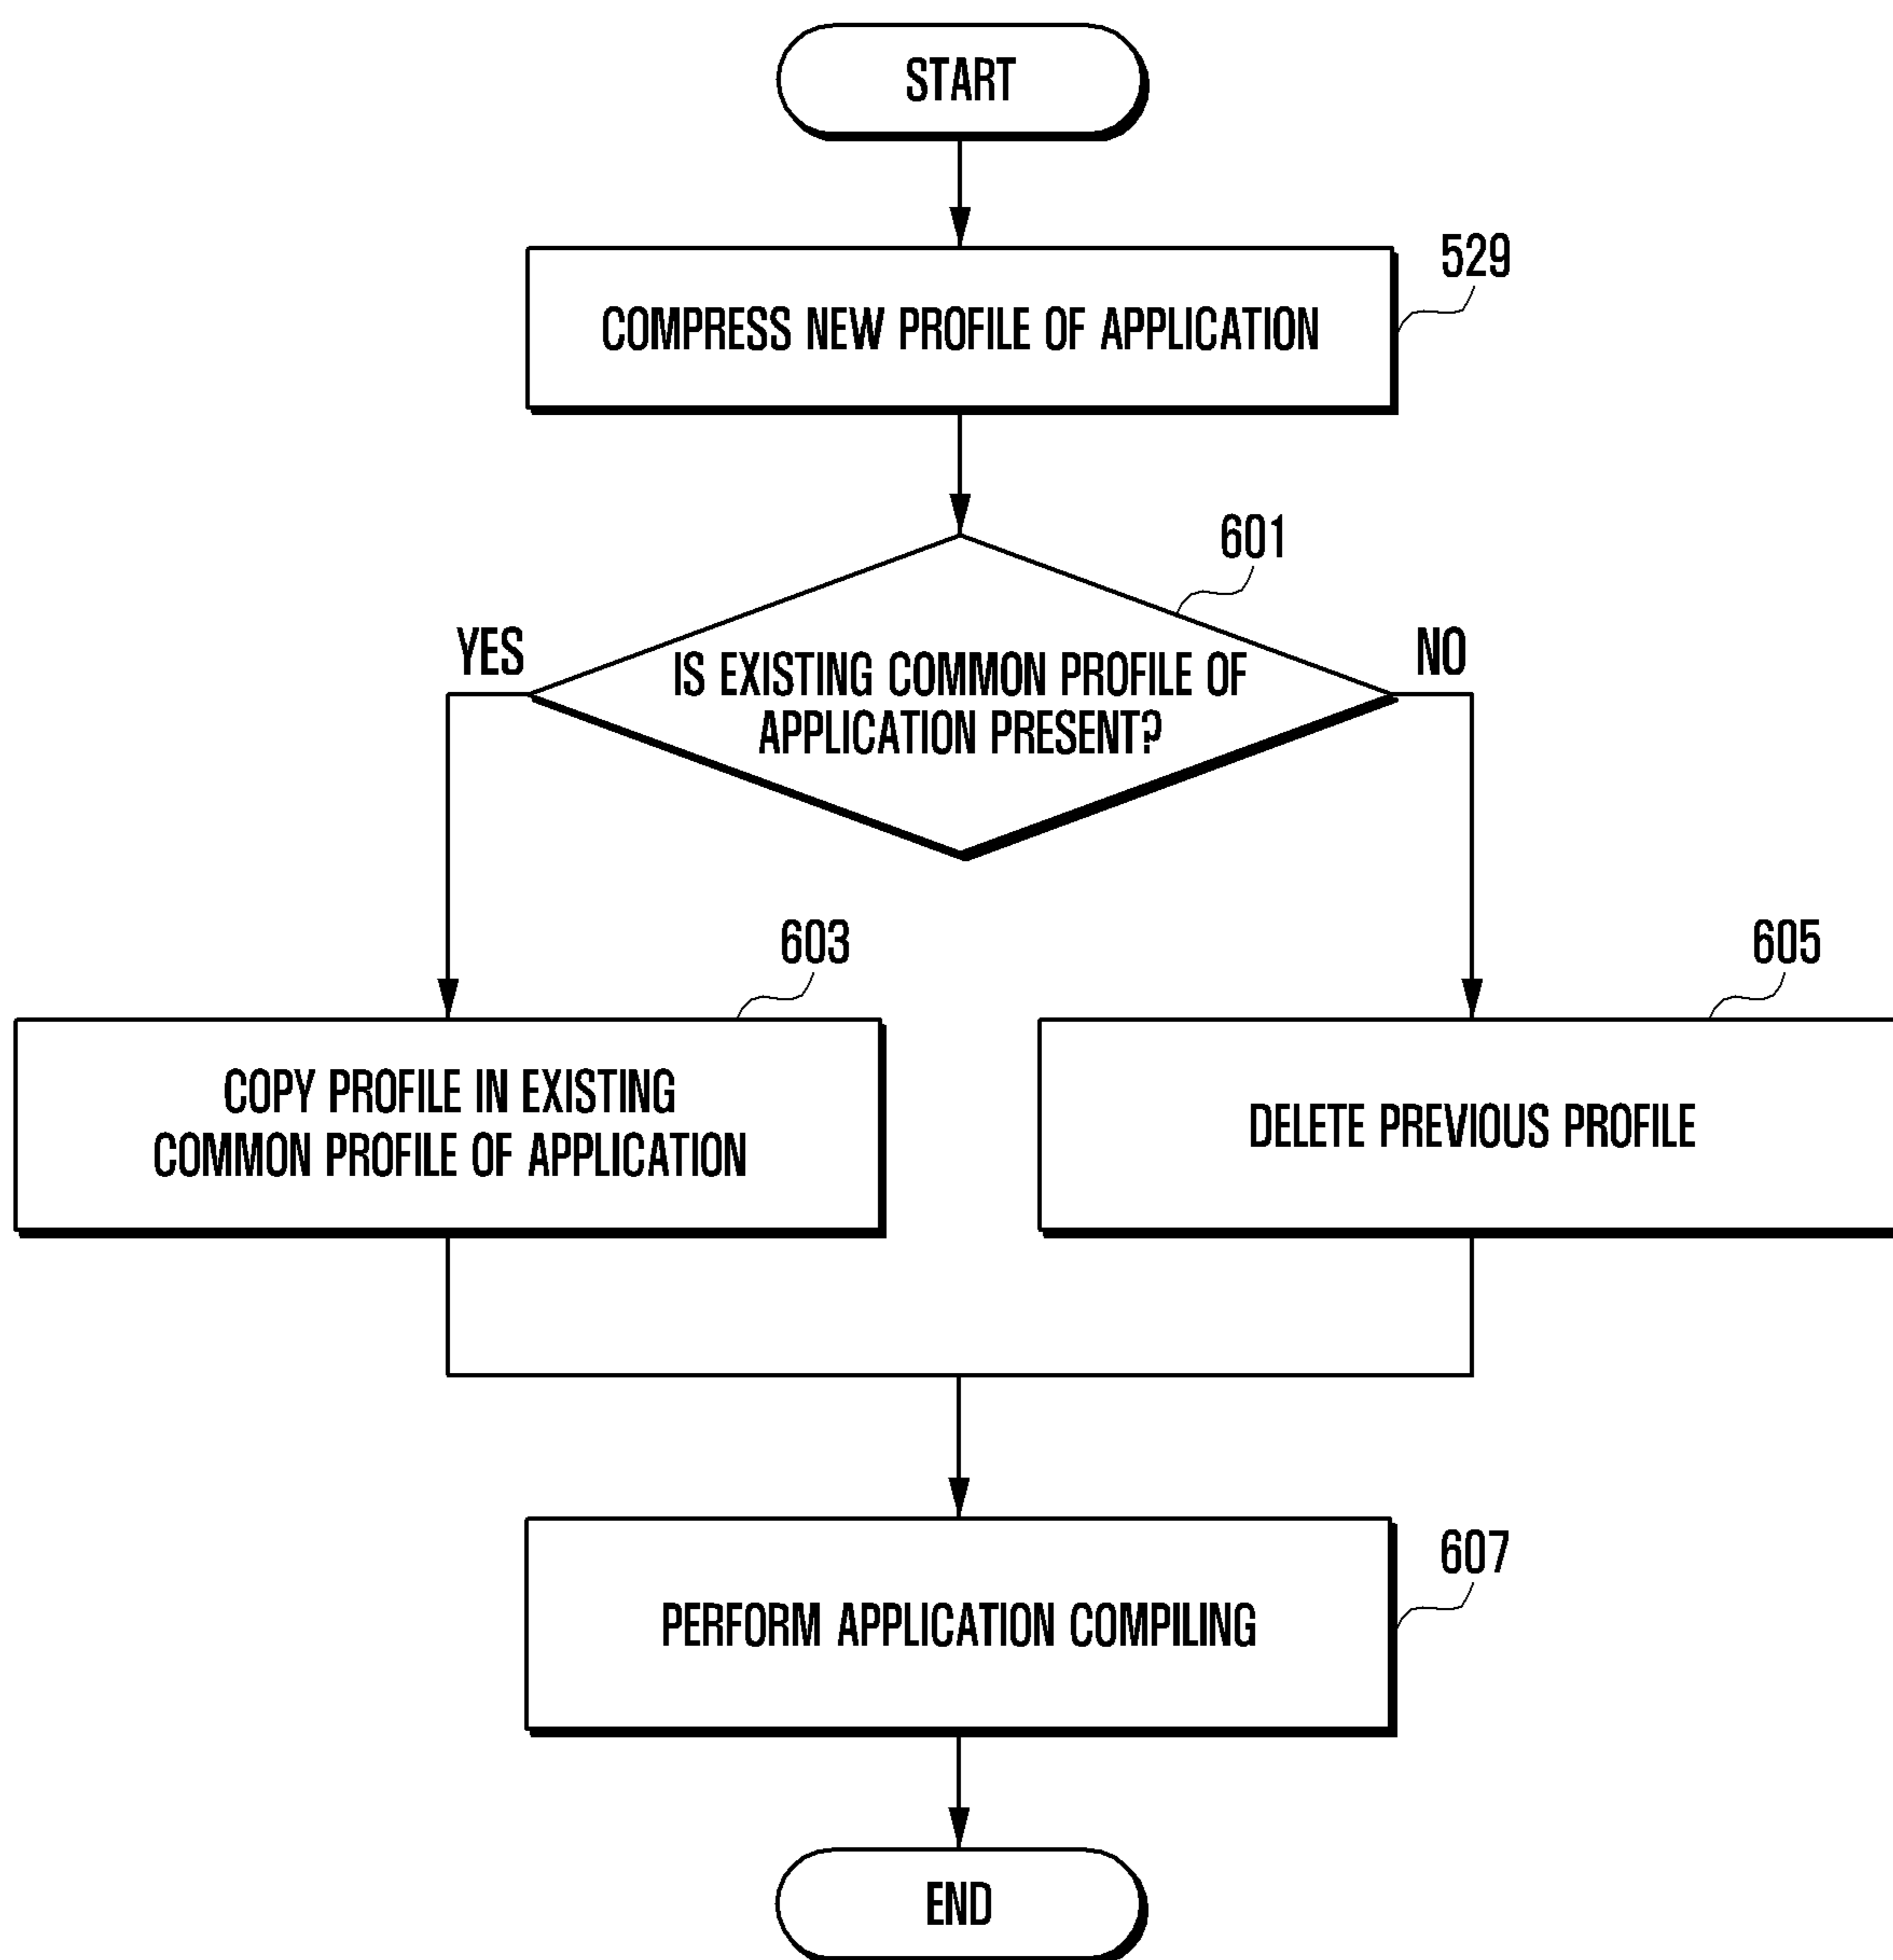 START
529
COMPRESS NEW PROFILE OF APPLICATION
601
YES
NO
IS EXISTING COMMON PROFILE OF
APPLICATION PRESENT?
603
605
COPY PROFILE IN EXISTING
COMMON PROFILE OF APPLICATION
DELETE PREVIOUS PROFILE
607
PERFORM APPLICATION COMPILING
END